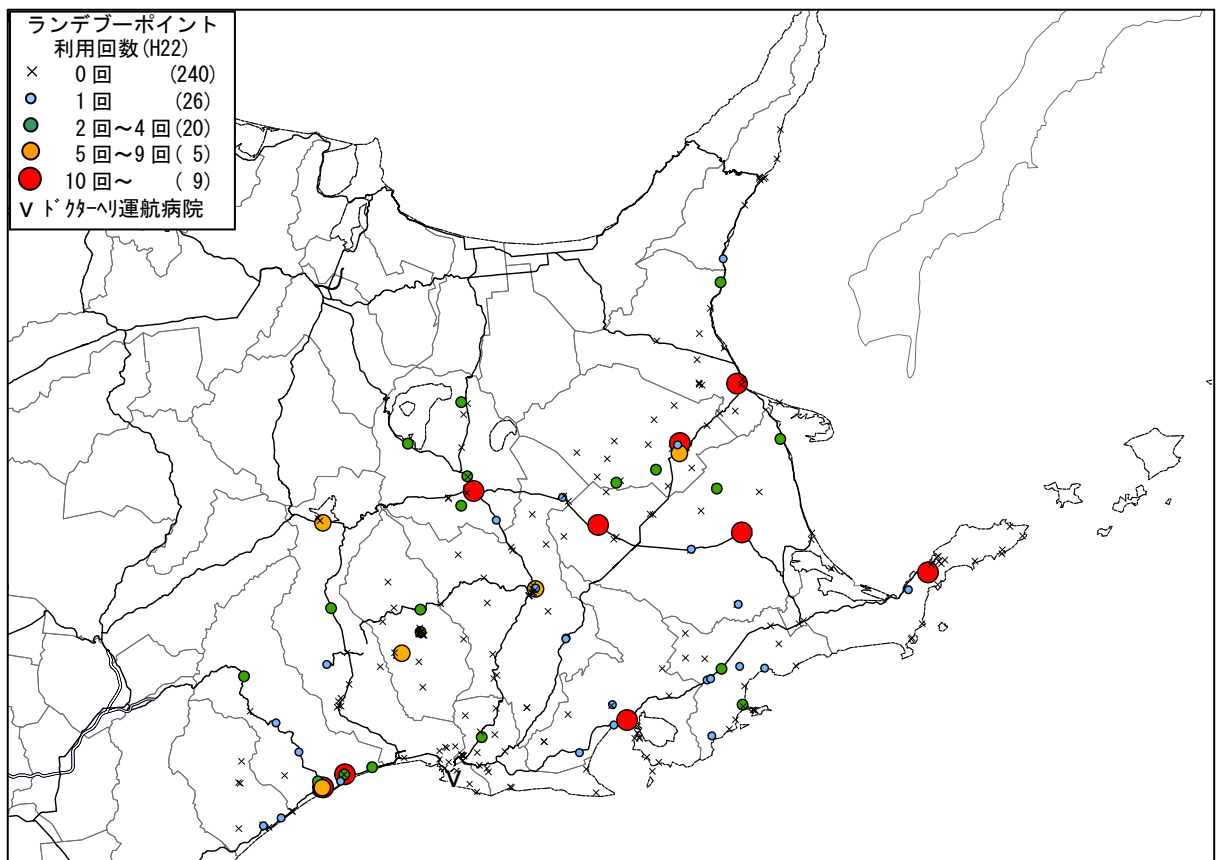 ランデブーポイント
利用回数(H22)
× 0回 (240)
1回 (26)
2回～4回(20)
5回～9回( 5)
10回～ ( 9)
V ﾄﾞｸﾀｰﾍﾘ運航病院
V